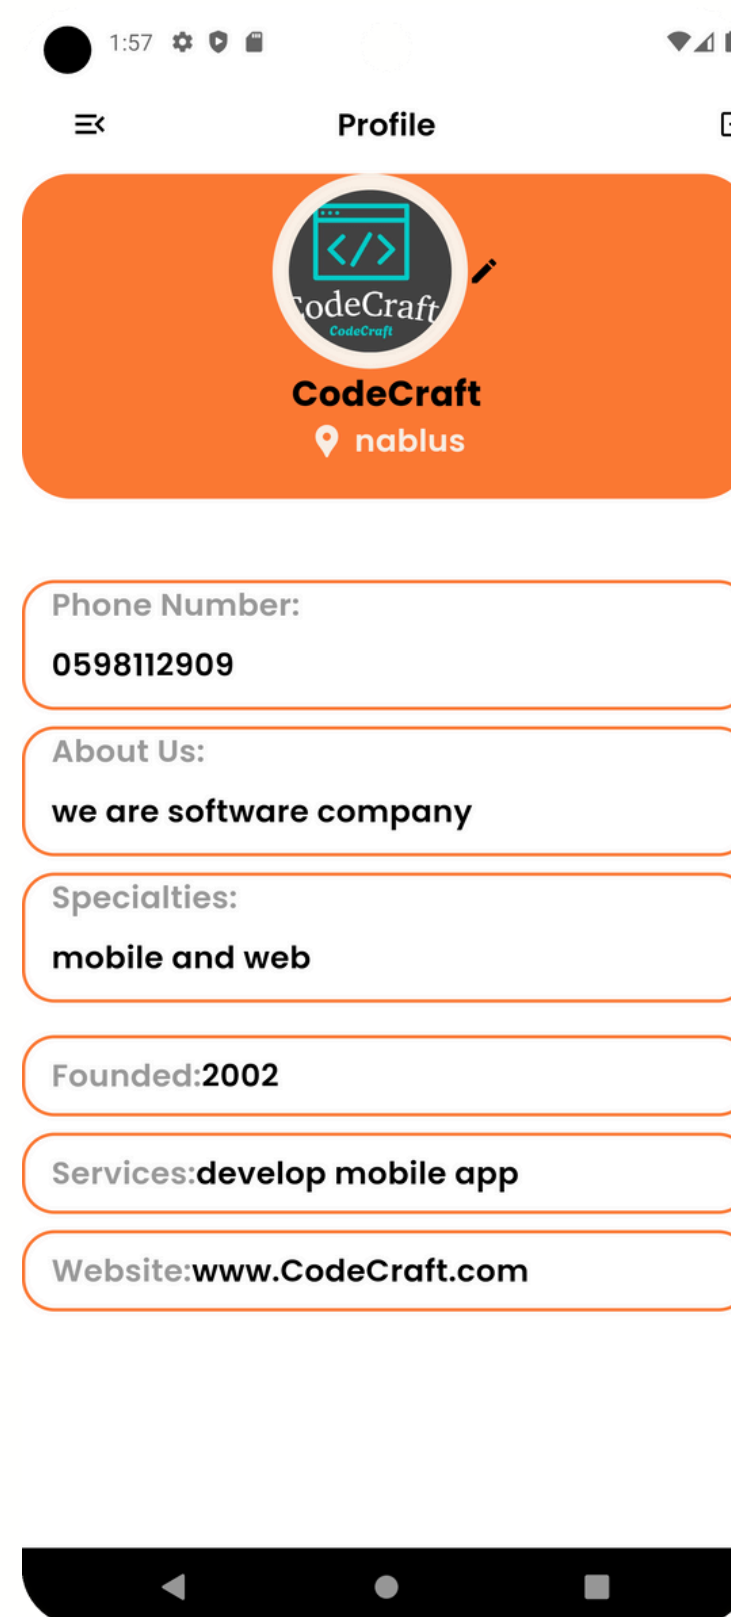 1:57
Profile
</>
CodeCraft
CodeCraft
CodeCraft
nablus
Phone Number:
0598112909
About Us:
we are software company
Specialties:
mobile and web
Founded:2002
Services:develop mobile app
Website:www.CodeCraft.com